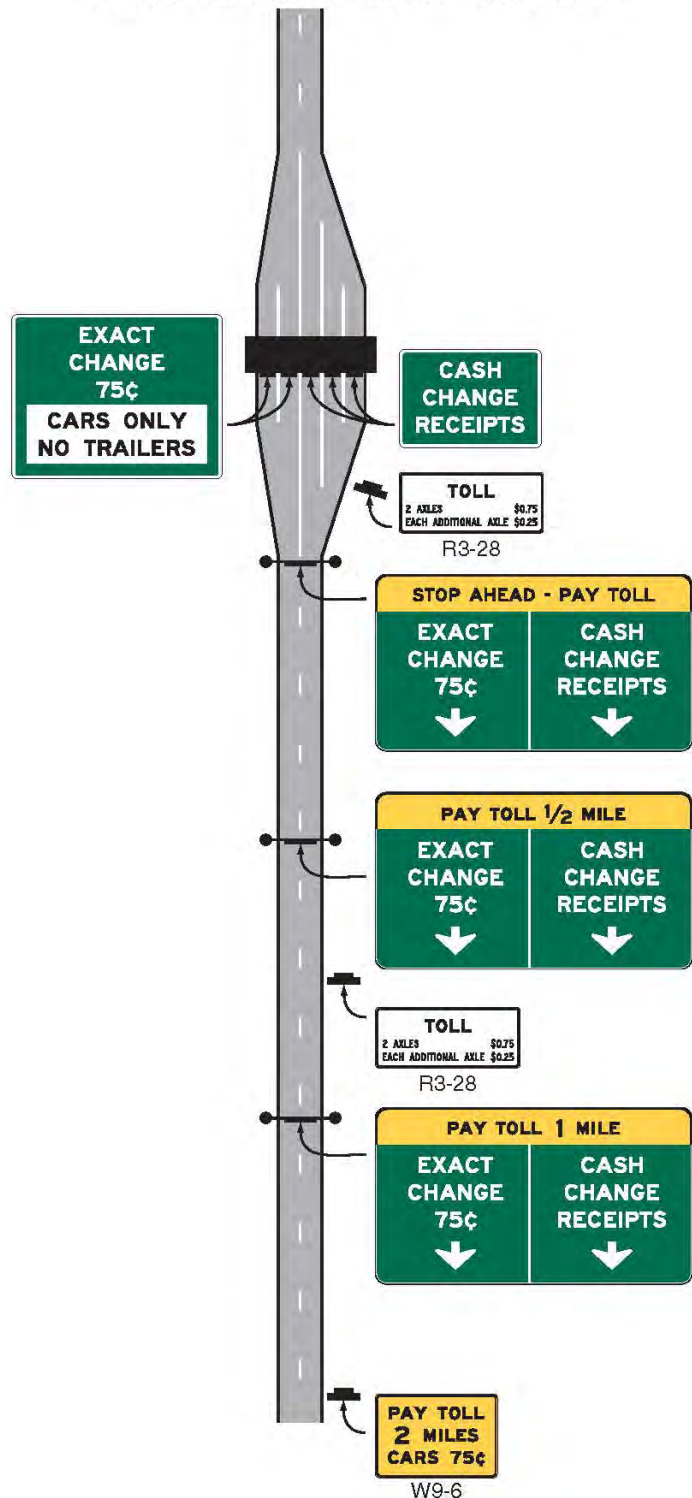 EXACT
CHANGE
75¢
CARS ONLY
NO TRAILERS
CASH
CHANGE
RECEIPTS
TOLL
2 AXLES $0.75
EACH ADDITIONAL AXLE $0.25
R3-28
STOP AHEAD - PAY TOLL
EXACT
CHANGE
75¢
CASH
CHANGE
RECEIPTS
PAY TOLL 1/2 MILE
EXACT
CHANGE
75¢
CASH
CHANGE
RECEIPTS
TOLL
2 AXLES $0.75
EACH ADDITIONAL AXLE $0.25
R3-28
PAY TOLL 1 MILE
EXACT
CHANGE
75¢
CASH
CHANGE
RECEIPTS
PAY TOLL
2 MILES
CARS 75¢
W9-6